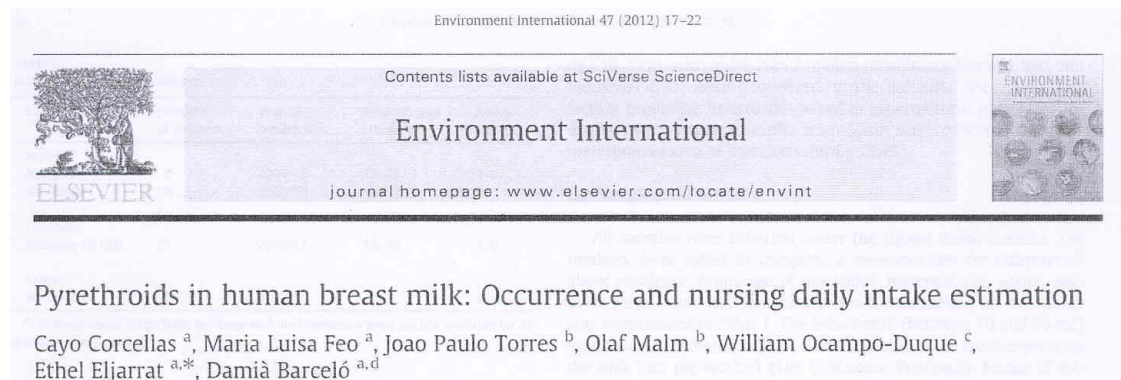 Environment International 47 (2012) 17–22
Contents lists available at SciVerse ScienceDirect
ENVIRONMENT
INTERNATIONAL
Environment International
ELSEVIER
journal homepage: www.elsevier.com/locate/envint
Pyrethroids in human breast milk: Occurrence and nursing daily intake estimation
Cayo Corcellas a, Maria Luisa Feo a, Joao Paulo Torres b, Olaf Malm b, William Ocampo-Duque c,
Ethel Eljarrat a,*, Damià Barceló a,d